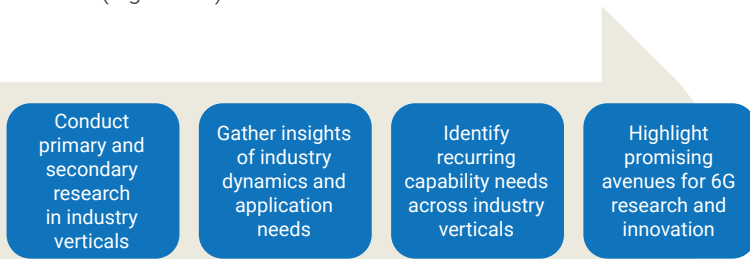 Conduct
primary and
secondary
research
in industry
verticals
Gather insights
of industry
dynamics and
application
needs
Identify
recurring
capability needs
across industry
verticals
Highlight
promising
avenues for 6G
research and
innovation